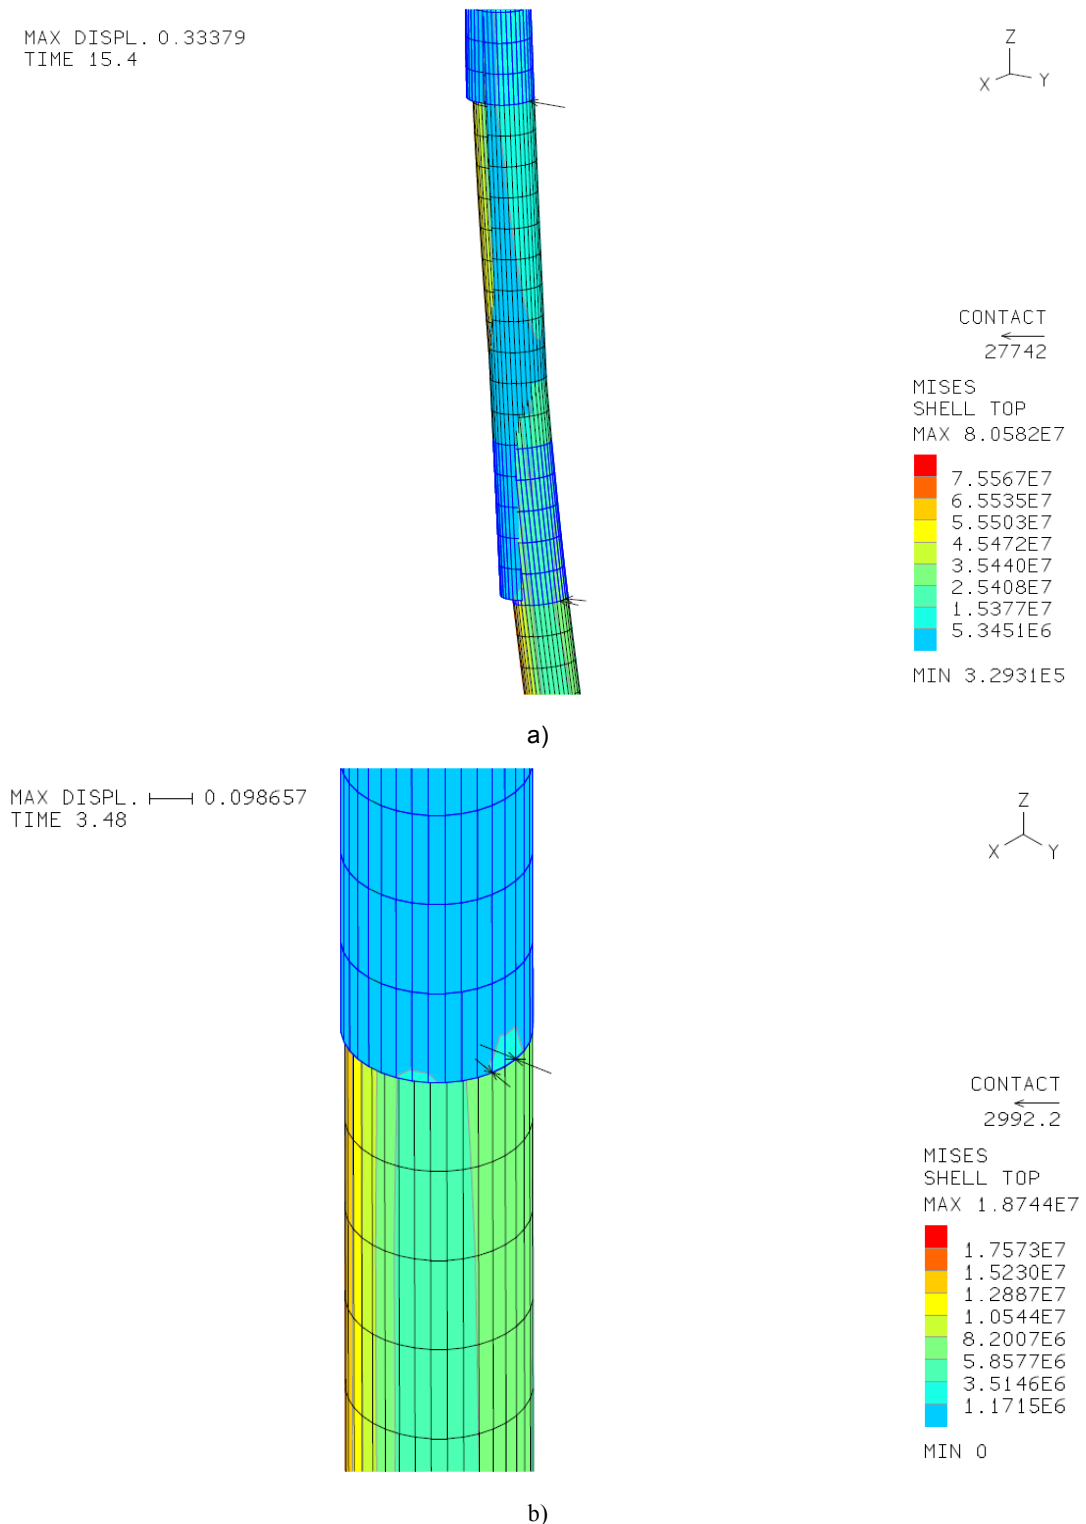 MAX DISPL. 0.33379
TIME 15.4
Z
X Y
CONTACT
27742
MISES
SHELL TOP
MAX 8.0582E7
7.5567E7
6.5535E7
5.5503E7
4.5472E7
3.5440E7
2.5408E7
1.5377E7
5.3451E6
MIN 3.2931E5
a)
MAX DISPL. 0.098657
TIME 3.48
Z
X Y
CONTACT
2992.2
MISES
SHELL TOP
MAX 1.8744E7
1.7573E7
1.5230E7
1.2887E7
1.0544E7
8.2007E6
5.8577E6
3.5146E6
1.1715E6
MIN 0
b)